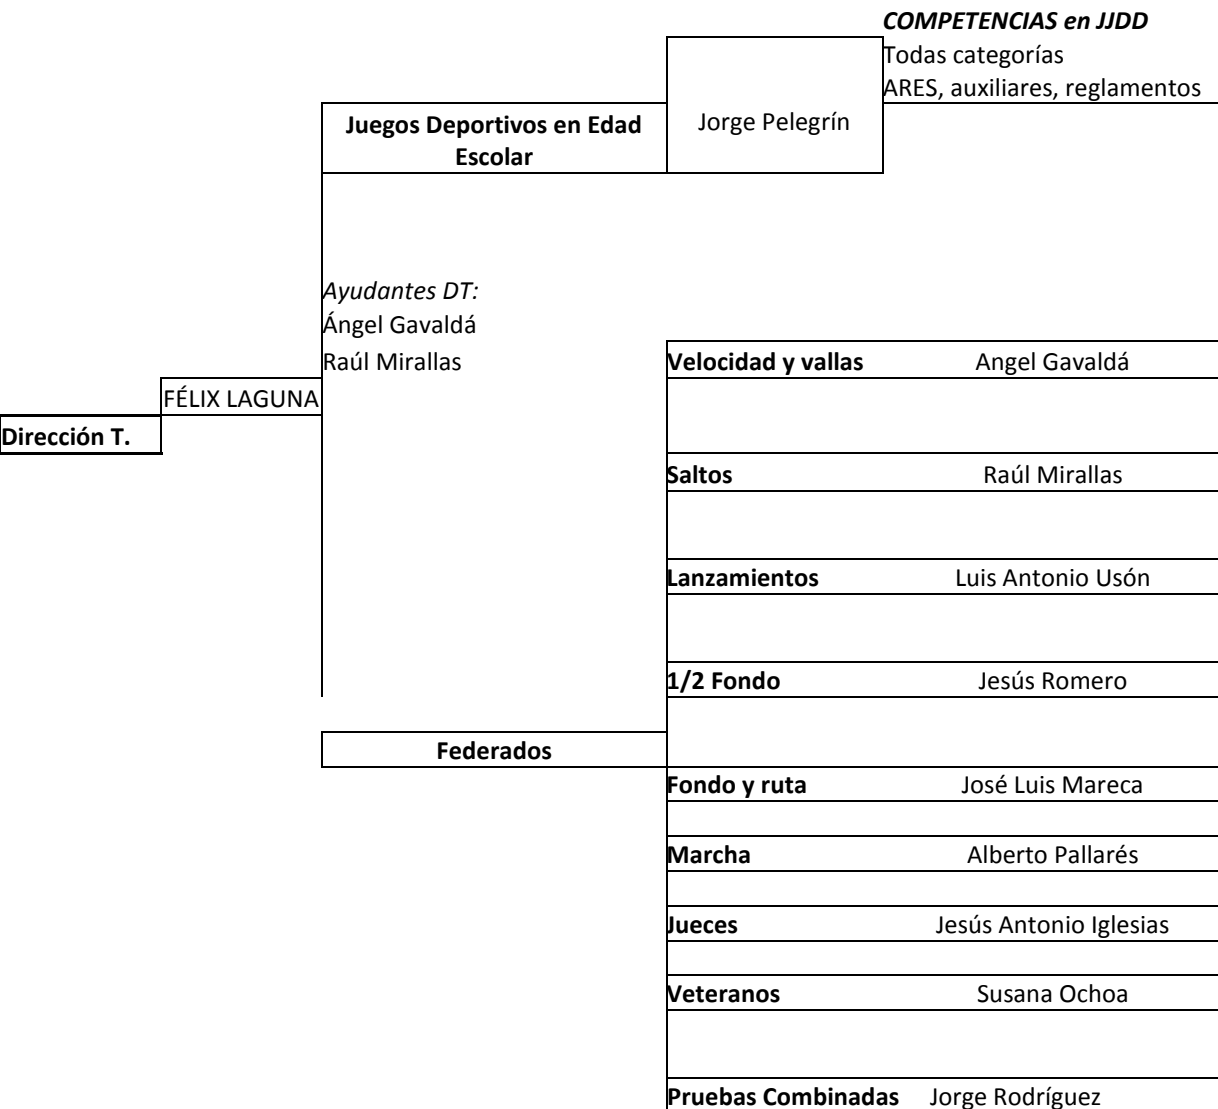 COMPETENCIAS en JJDD
Todas categorías
ARES, auxiliares, reglamentos
Juegos Deportivos en Edad
Escolar
Jorge Pelegrín
Ayudantes DT:
Ángel Gavaldá
Raúl Mirallas
Velocidad y vallas Angel Gavaldá
FÉLIX LAGUNA
Dirección T.
Saltos Raúl Mirallas
Lanzamientos Luis Antonio Usón
1/2 Fondo Jesús Romero
Federados
Fondo y ruta José Luis Mareca
Marcha Alberto Pallarés
Jueces Jesús Antonio Iglesias
Veteranos Susana Ochoa
Pruebas Combinadas Jorge Rodríguez